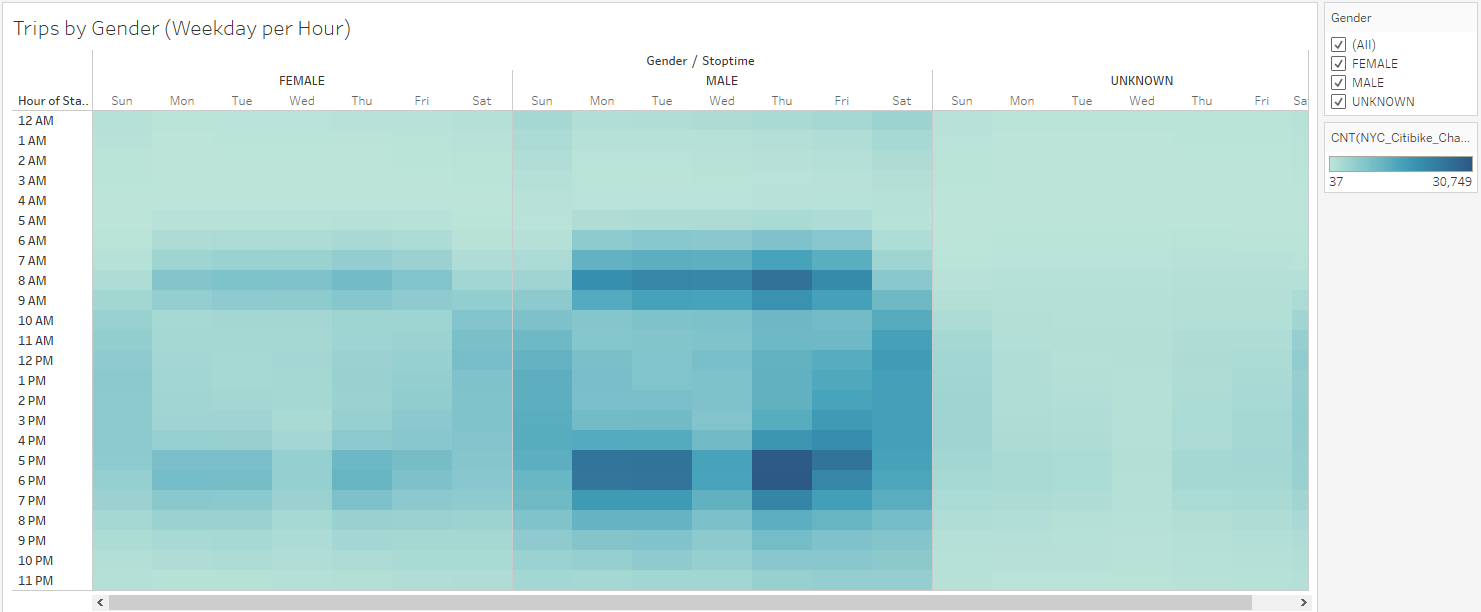 Trips by Gender (Weekday per Hour)
Gender / Stoptime
FEMALE MALE UNKNOWN
Hour of Sta.. Sun Mon Tue Wed Thu Fri Sat Sun Mon Tue Wed Thu Fri Sat Sun Mon Tue Wed Thu Fri Sa
12 AM
1 AM
2 AM
3 AM
4 AM
5 AM
6 AM
7 AM
8 AM
9 AM
10 AM
11 AM
12 PM
1 PM
2 PM
3 PM
4 PM
5 PM
6 PM
7 PM
8 PM
9 PM
10 PM
11 PM
Gender
(All)
FEMALE
MALE
UNKNOWN
CNT(NYC_Citibike_Cha...
37 30,749